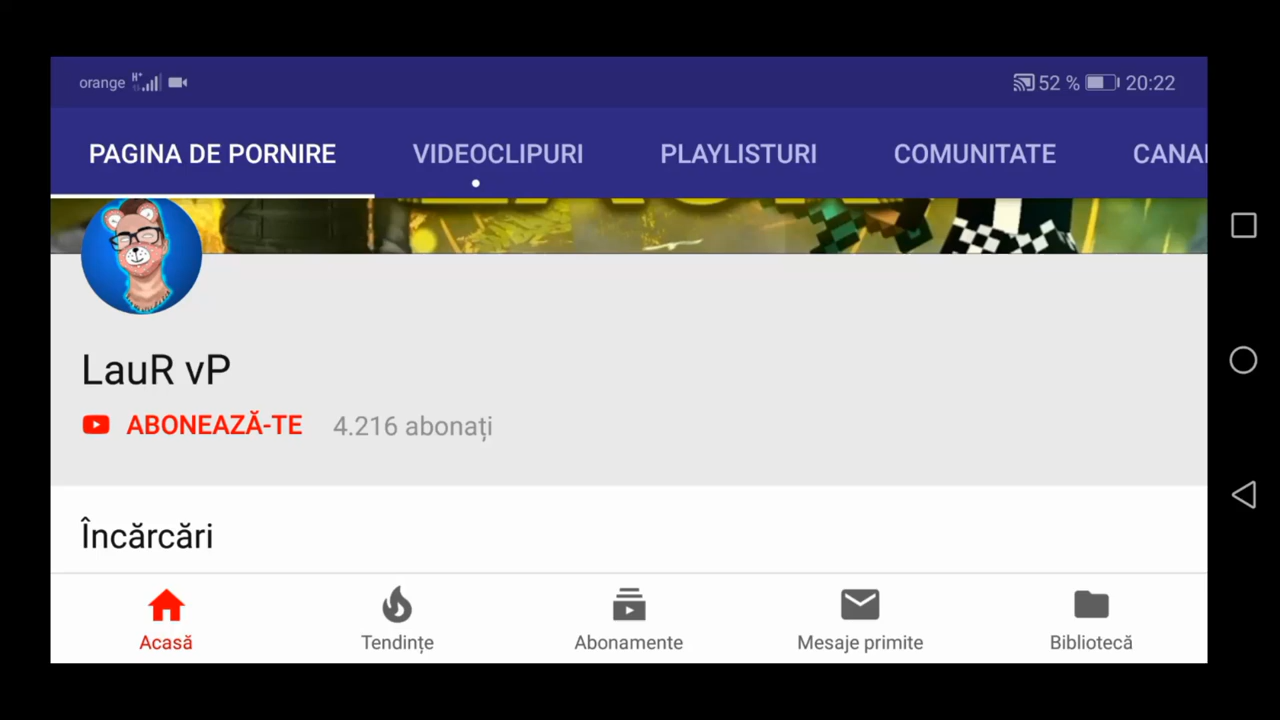 orange H+ 52 % 20:22
PAGINA DE PORNIRE VIDEOCLIPURI PLAYLISTURI COMUNITATE CANAL
LauR vP
ABONEAZĂ-TE 4.216 abonați
Încărcări
Acasă Tendințe Abonamente Mesaje primite Bibliotecă